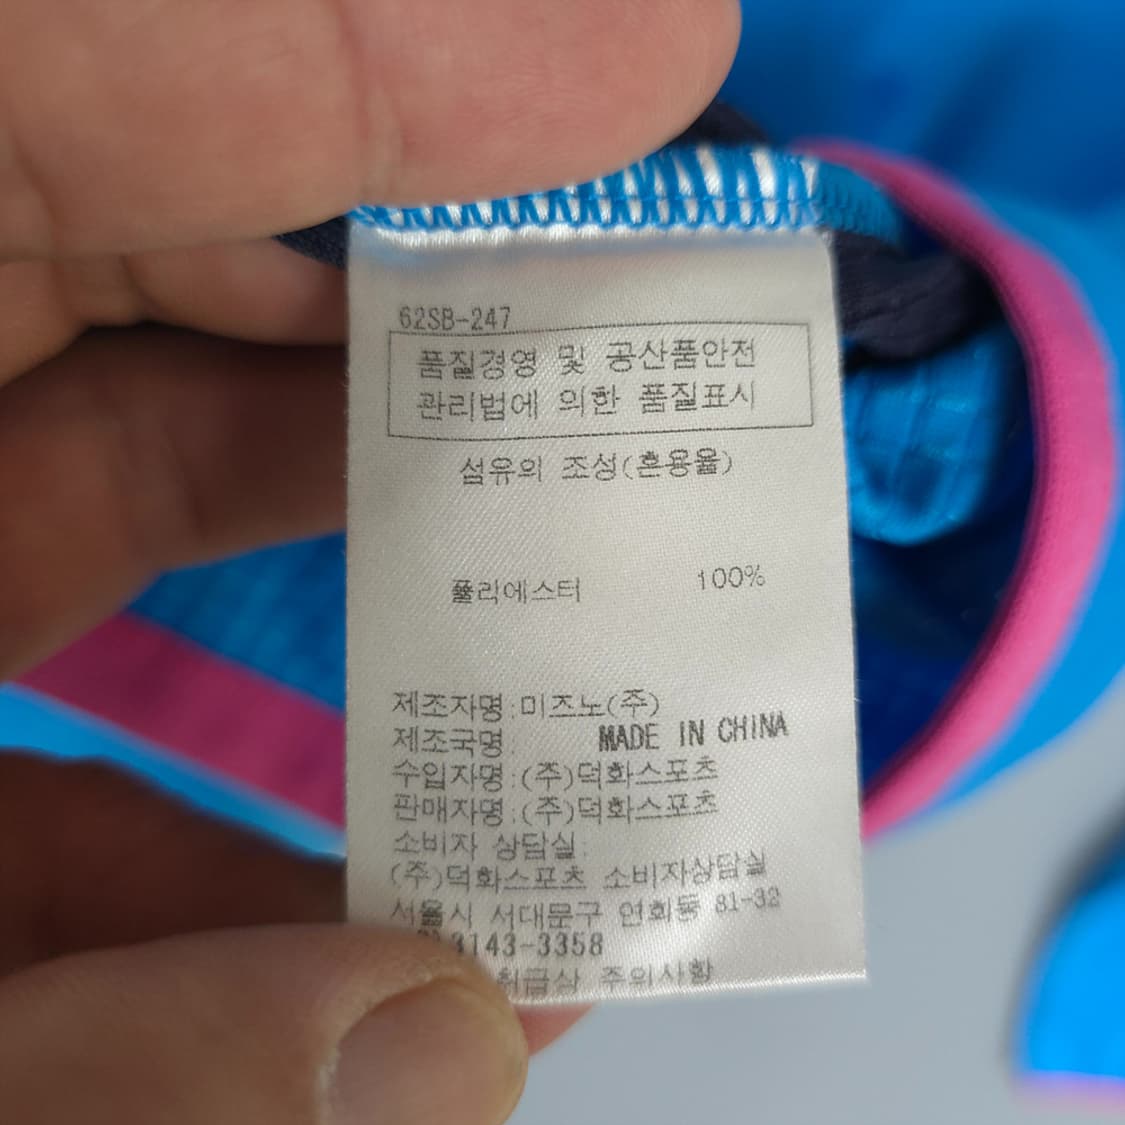 62SB-247
품질경영 및 공산품안전
관리법에 의한 품질표시
섬유의 조성(혼용율)
폴리에스터 100%
제조자명:미즈노(주)
제조국명: MADE IN CHINA
수입자명:(주)덕화스포츠
판매자명:(주)덕화스포츠
소비자 상담실:
(주)덕화스포츠 소비자상담실
서울시 서대문구 연희동 81-32
3143-3358
취급상 주의사항